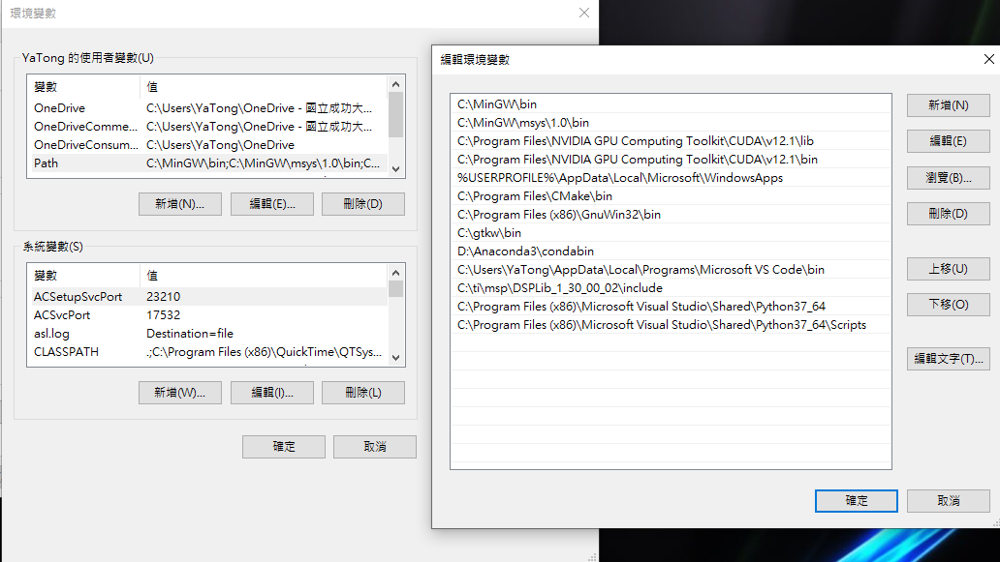 環境變數
YaTong 的使用者變數(U)
變數 值
OneDrive C:\Users\YaTong\OneDrive - 國立成功大...
OneDriveComme... C:\Users\YaTong\OneDrive - 國立成功大...
OneDriveConsum... C:\Users\YaTong\OneDrive
Path C:\MinGW\bin;C:\MinGW\msys\1.0\bin;C...
新增(N)... 編輯(E)... 刪除(D)
系統變數(S)
變數 值
ACSetupSvcPort 23210
ACSvcPort 17532
asl.log Destination=file
CLASSPATH .;C:\Program Files (x86)\QuickTime\QTSys...
新增(W)... 編輯(I)... 刪除(L)
確定 取消
編輯環境變數
C:\MinGW\bin
C:\MinGW\msys\1.0\bin
C:\Program Files\NVIDIA GPU Computing Toolkit\CUDA\v12.1\lib
C:\Program Files\NVIDIA GPU Computing Toolkit\CUDA\v12.1\bin
%USERPROFILE%\AppData\Local\Microsoft\WindowsApps
C:\Program Files\CMake\bin
C:\Program Files (x86)\GnuWin32\bin
C:\gtkw\bin
D:\Anaconda3\condabin
C:\Users\YaTong\AppData\Local\Programs\Microsoft VS Code\bin
C:\ti\msp\DSPLib_1_30_00_02\include
C:\Program Files (x86)\Microsoft Visual Studio\Shared\Python37_64
C:\Program Files (x86)\Microsoft Visual Studio\Shared\Python37_64\Scripts
新增(N)
編輯(E)
瀏覽(B)...
刪除(D)
上移(U)
下移(O)
編輯文字(T)...
確定 取消